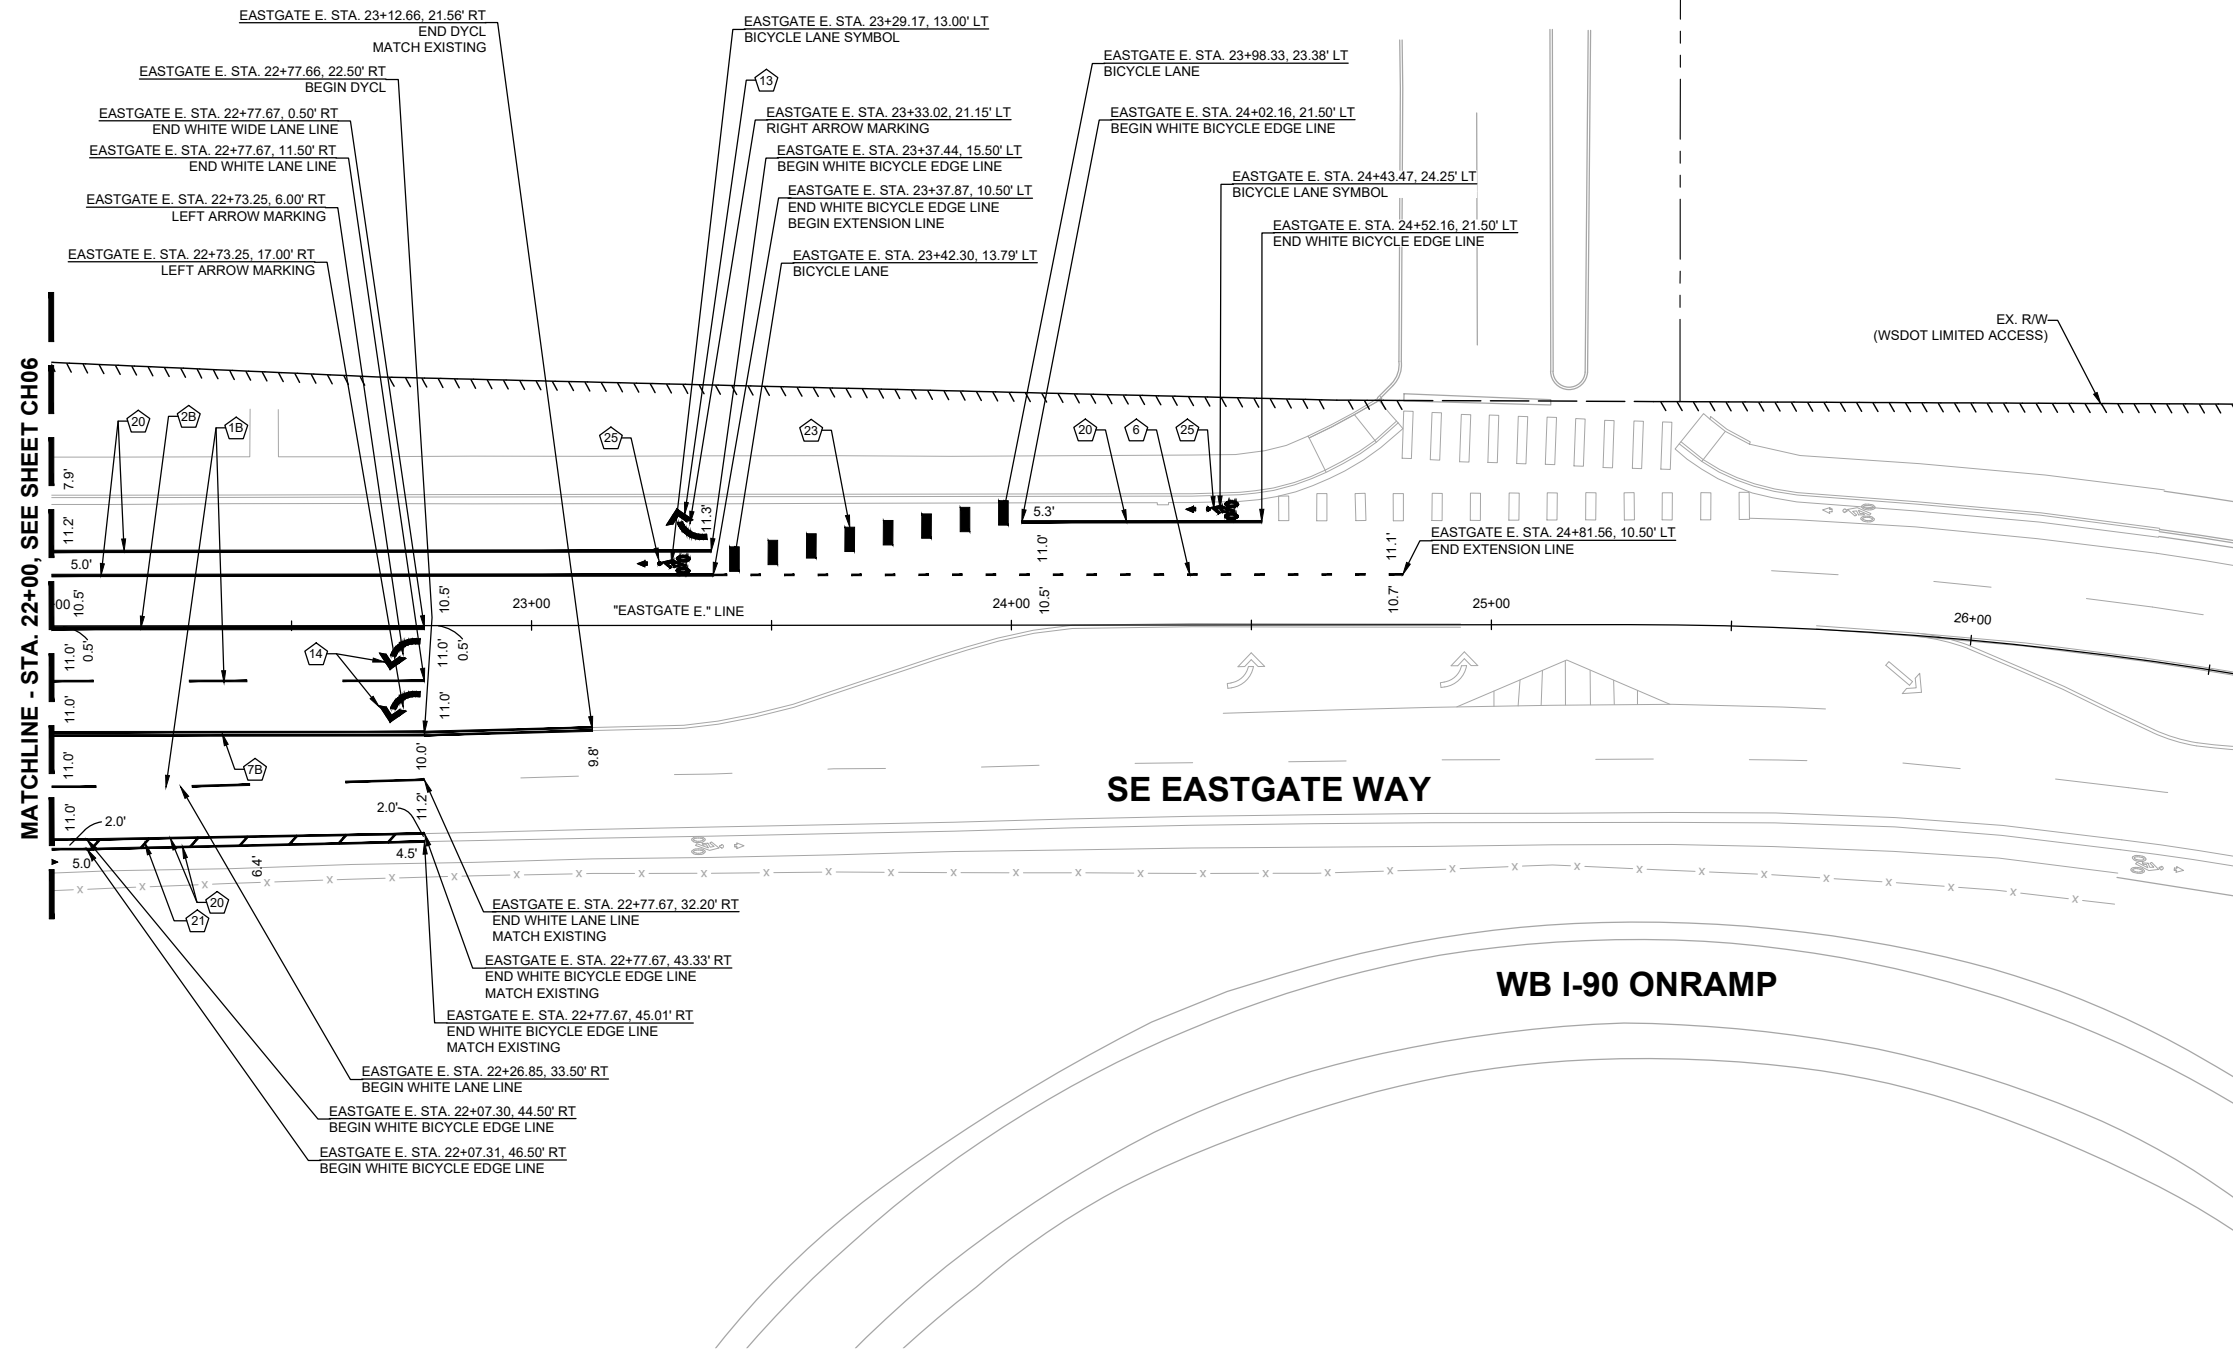 EASTGATE E. STA. 23+12.66, 21.56' RT
END DYCL
MATCH EXISTING
EASTGATE E. STA. 22+77.66, 22.50' RT
BEGIN DYCL
EASTGATE E. STA. 22+77.67, 0.50' RT
END WHITE WIDE LANE LINE
EASTGATE E. STA. 22+77.67, 11.50' RT
END WHITE LANE LINE
EASTGATE E. STA. 22+73.25, 6.00' RT
LEFT ARROW MARKING
EASTGATE E. STA. 22+73.25, 17.00' RT
LEFT ARROW MARKING
EASTGATE E. STA. 23+29.17, 13.00' LT
BICYCLE LANE SYMBOL
13
EASTGATE E. STA. 23+33.02, 21.15' LT
RIGHT ARROW MARKING
EASTGATE E. STA. 23+37.44, 15.50' LT
BEGIN WHITE BICYCLE EDGE LINE
EASTGATE E. STA. 23+37.87, 10.50' LT
END WHITE BICYCLE EDGE LINE
BEGIN EXTENSION LINE
EASTGATE E. STA. 23+42.30, 13.79' LT
BICYCLE LANE
EASTGATE E. STA. 23+98.33, 23.38' LT
BICYCLE LANE
EASTGATE E. STA. 24+02.16, 21.50' LT
BEGIN WHITE BICYCLE EDGE LINE
EASTGATE E. STA. 24+43.47, 24.25' LT
BICYCLE LANE SYMBOL
EASTGATE E. STA. 24+52.16, 21.50' LT
END WHITE BICYCLE EDGE LINE
EX. R/W
(WSDOT LIMITED ACCESS)
MATCHLINE - STA. 22+00, SEE SHEET CH06
20
2B
1B
25
23
20
6
25
7.9'
11.2'
11.3'
5.3'
5.0'
11.0'
11.1'
EASTGATE E. STA. 24+81.56, 10.50' LT
END EXTENSION LINE
00
10.5'
10.5'
23+00
"EASTGATE E." LINE
24+00
10.5'
10.7'
25+00
26+00
11.0'
0.5'
14
11.0'
0.5'
11.0'
11.0'
11.0'
7B
10.0'
9.8'
SE EASTGATE WAY
11.0'
2.0'
2.0'
11.2'
5.0'
6.4'
4.5'
20
21
x x x x x x x x x x x x x x x x x x x x x x x x x x x x x x x x x
EASTGATE E. STA. 22+77.67, 32.20' RT
END WHITE LANE LINE
MATCH EXISTING
EASTGATE E. STA. 22+77.67, 43.33' RT
END WHITE BICYCLE EDGE LINE
MATCH EXISTING
EASTGATE E. STA. 22+77.67, 45.01' RT
END WHITE BICYCLE EDGE LINE
MATCH EXISTING
EASTGATE E. STA. 22+26.85, 33.50' RT
BEGIN WHITE LANE LINE
EASTGATE E. STA. 22+07.30, 44.50' RT
BEGIN WHITE BICYCLE EDGE LINE
EASTGATE E. STA. 22+07.31, 46.50' RT
BEGIN WHITE BICYCLE EDGE LINE
WB I-90 ONRAMP